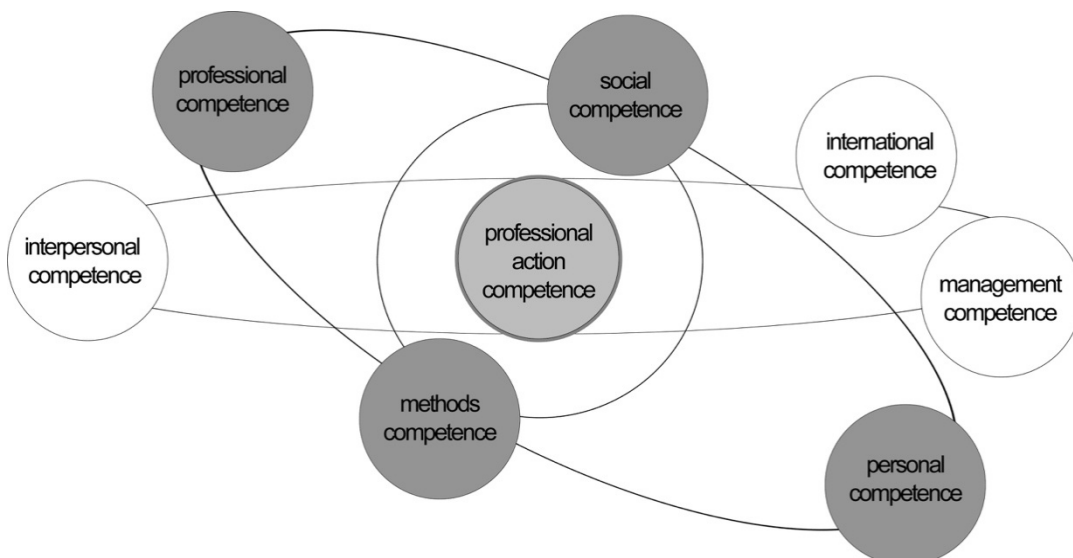 professional
competence
social
competence
international
competence
interpersonal
competence
professional
action
competence
management
competence
methods
competence
personal
competence